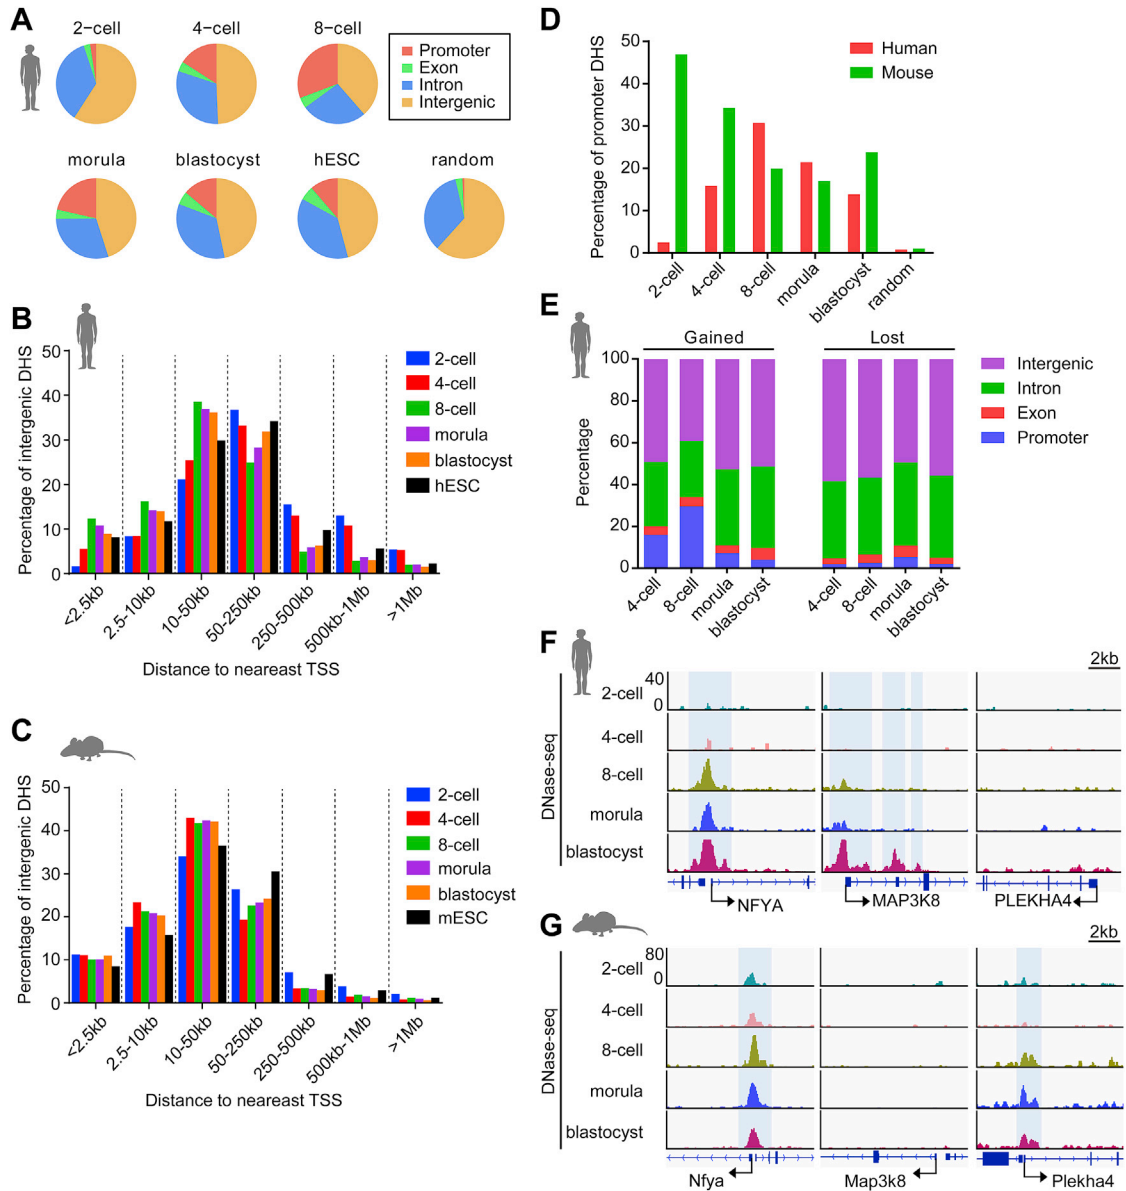 A
2-cell
4-cell
8-cell
Promoter
Exon
Intron
Intergenic
morula
blastocyst
hESC
random
B
Percentage of intergenic DHS
50
40
30
20
10
0
2-cell
4-cell
8-cell
morula
blastocyst
hESC
<2.5kb
2.5-10kb
10-50kb
50-250kb
250-500kb
500kb-1Mb
>1Mb
Distance to neareast TSS
C
Percentage of intergenic DHS
50
40
30
20
10
0
2-cell
4-cell
8-cell
morula
blastocyst
mESC
<2.5kb
2.5-10kb
10-50kb
50-250kb
250-500kb
500kb-1Mb
>1Mb
Distance to neareast TSS
D
Percentage of promoter DHS
50
40
30
20
10
0
Human
Mouse
2-cell
4-cell
8-cell
morula
blastocyst
random
E
Gained
Lost
Percentage
100
80
60
40
20
0
Intergenic
Intron
Exon
Promoter
4-cell
8-cell
morula
blastocyst
4-cell
8-cell
morula
blastocyst
F
2kb
DNase-seq
40
0
2-cell
4-cell
8-cell
morula
blastocyst
NFYA
MAP3K8
PLEKHA4
G
2kb
DNase-seq
80
0
2-cell
4-cell
8-cell
morula
blastocyst
Nfya
Map3k8
Plekha4